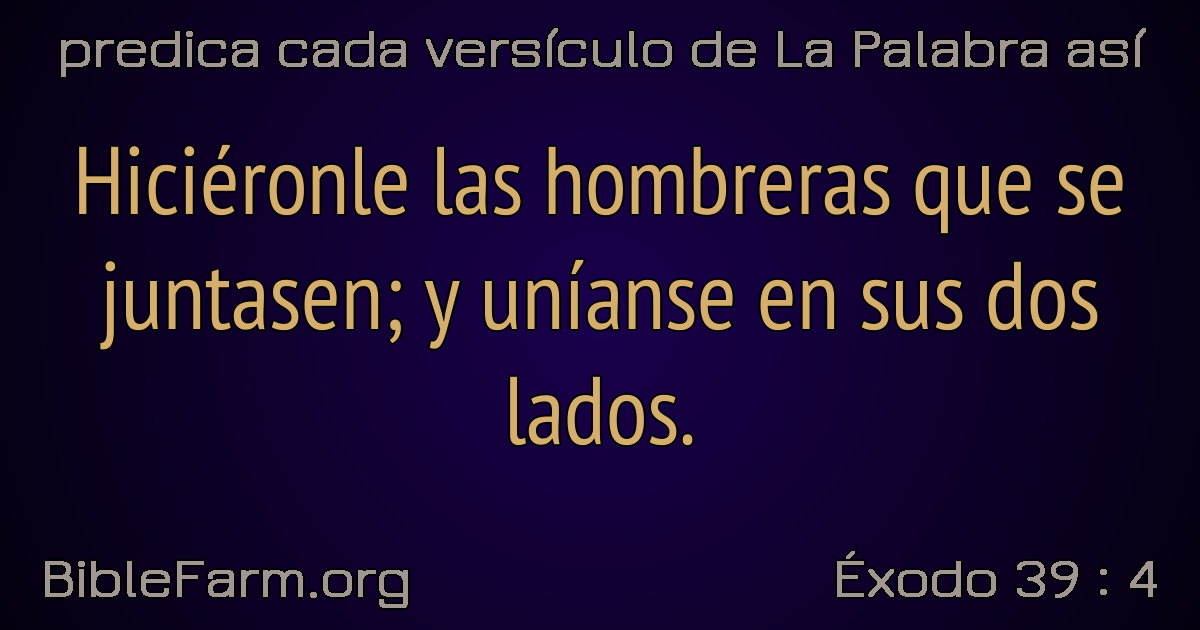 predica cada versículo de La Palabra así
Hiciéronle las hombreras que se
juntasen; y uníanse en sus dos
lados.
BibleFarm.org
Éxodo 39 : 4